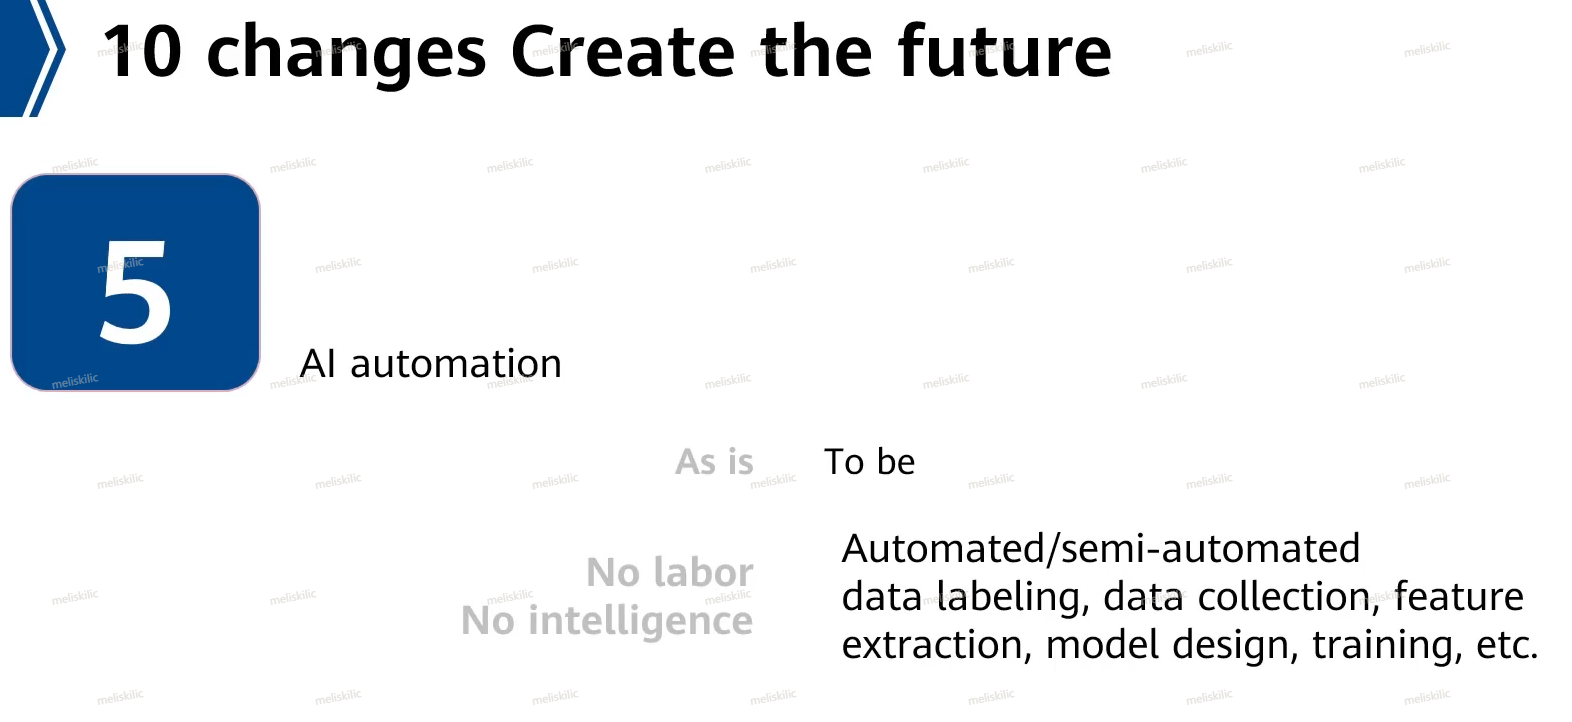 10 changes Create the future
5
AI automation
As is
To be
No labor
No intelligence
Automated/semi-automated
data labeling, data collection, feature
extraction, model design, training, etc.
meliskilic